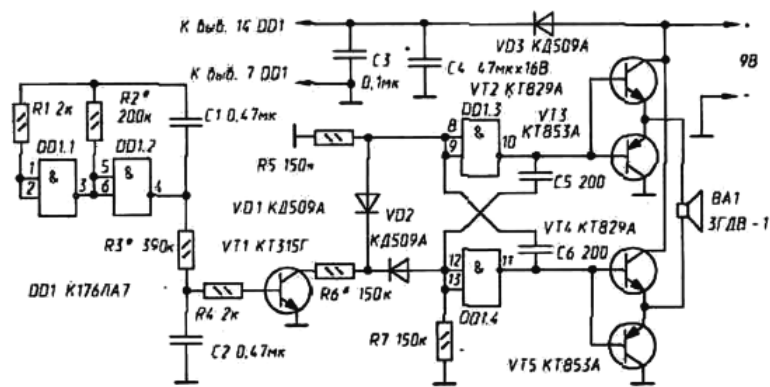 К выв. 14 DD1
VD3 КД509А
К выв. 7 DD1
C3
0,1мк
C4 47мк×16В
9В
R1 2к
R2* 200к
C1 0,47мк
VT2 КТ829А
VT3
КТ853А
DD1.1
DD1.2
DD1.3
1
2
3
5
6
4
8
9
10
R5 150к
C5 200
VD1 КД509А
VD2
КД509А
VT4 КТ829А
C6 200
BA1
3ГДВ-1
R3* 390к
VT1 КТ315Г
DD1 К176ЛА7
R4 2к
R6* 150к
12
13
11
DD1.4
C2 0,47мк
R7 150к
VT5 КТ853А
&
&
&
&